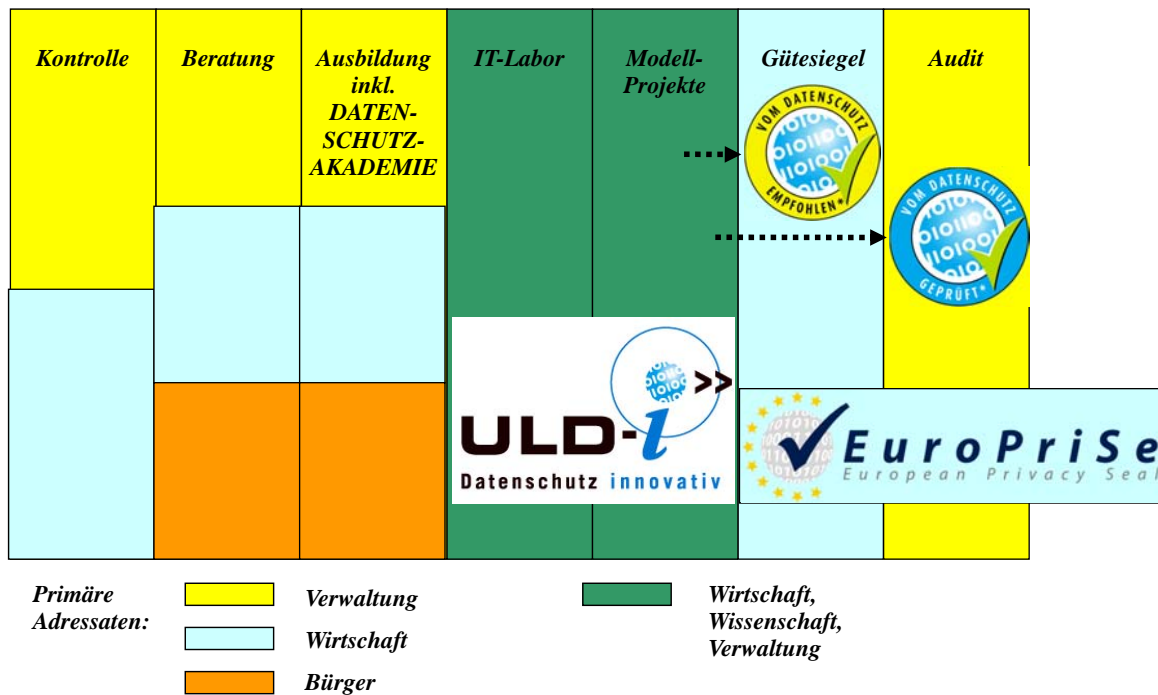 Kontrolle
Beratung
Ausbildung
inkl.
DATEN-
SCHUTZ-
AKADEMIE
IT-Labor
Modell-
Projekte
Gütesiegel
Audit
VOM DATENSCHUTZ
EMPFOHLEN*
VOM DATENSCHUTZ
GEPRÜFT*
>>
ULD-i
Datenschutz innovativ
EuroPriSe
European Privacy Seal
Primäre
Adressaten:
Verwaltung
Wirtschaft
Bürger
Wirtschaft,
Wissenschaft,
Verwaltung